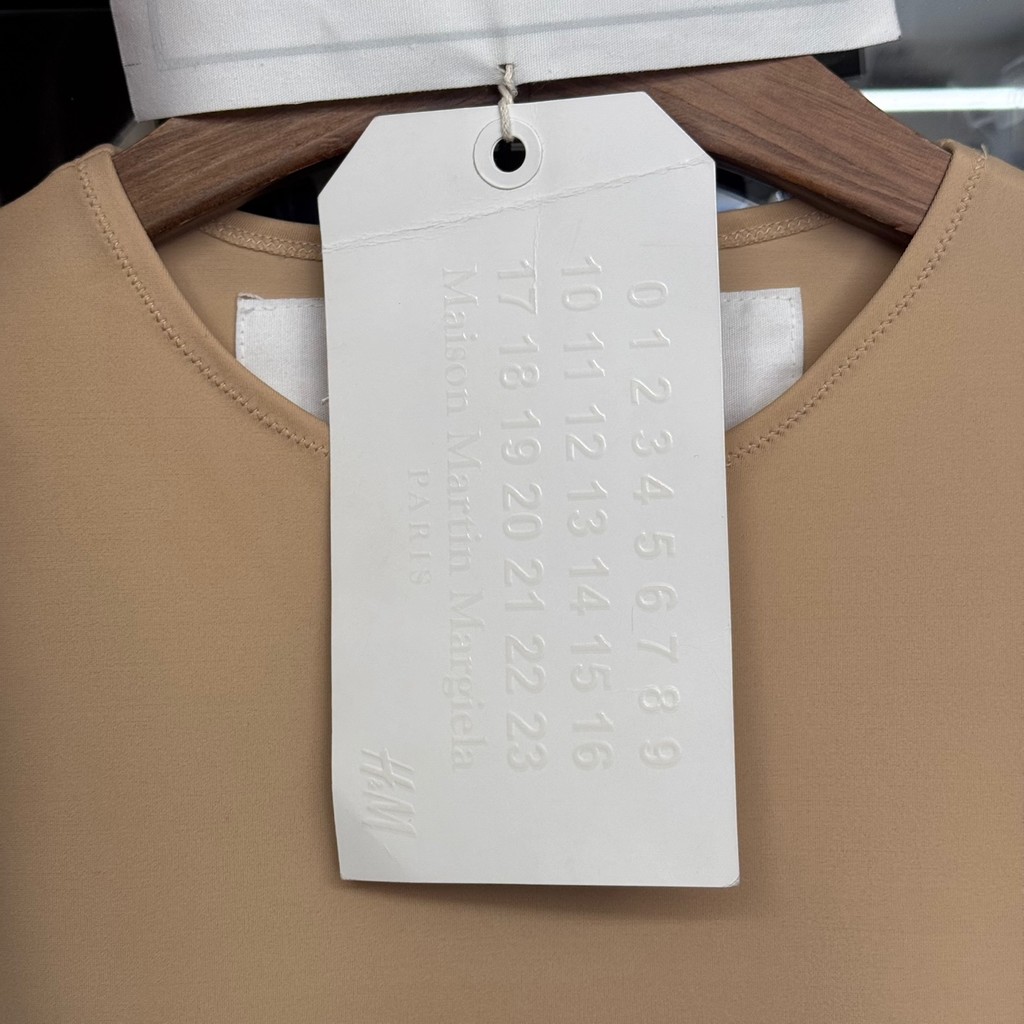 0 1 2 3 4 5 6 7 8 9
10 11 12 13 14 15 16
17 18 19 20 21 22 23
Maison Martin Margiela
PARIS
H&M